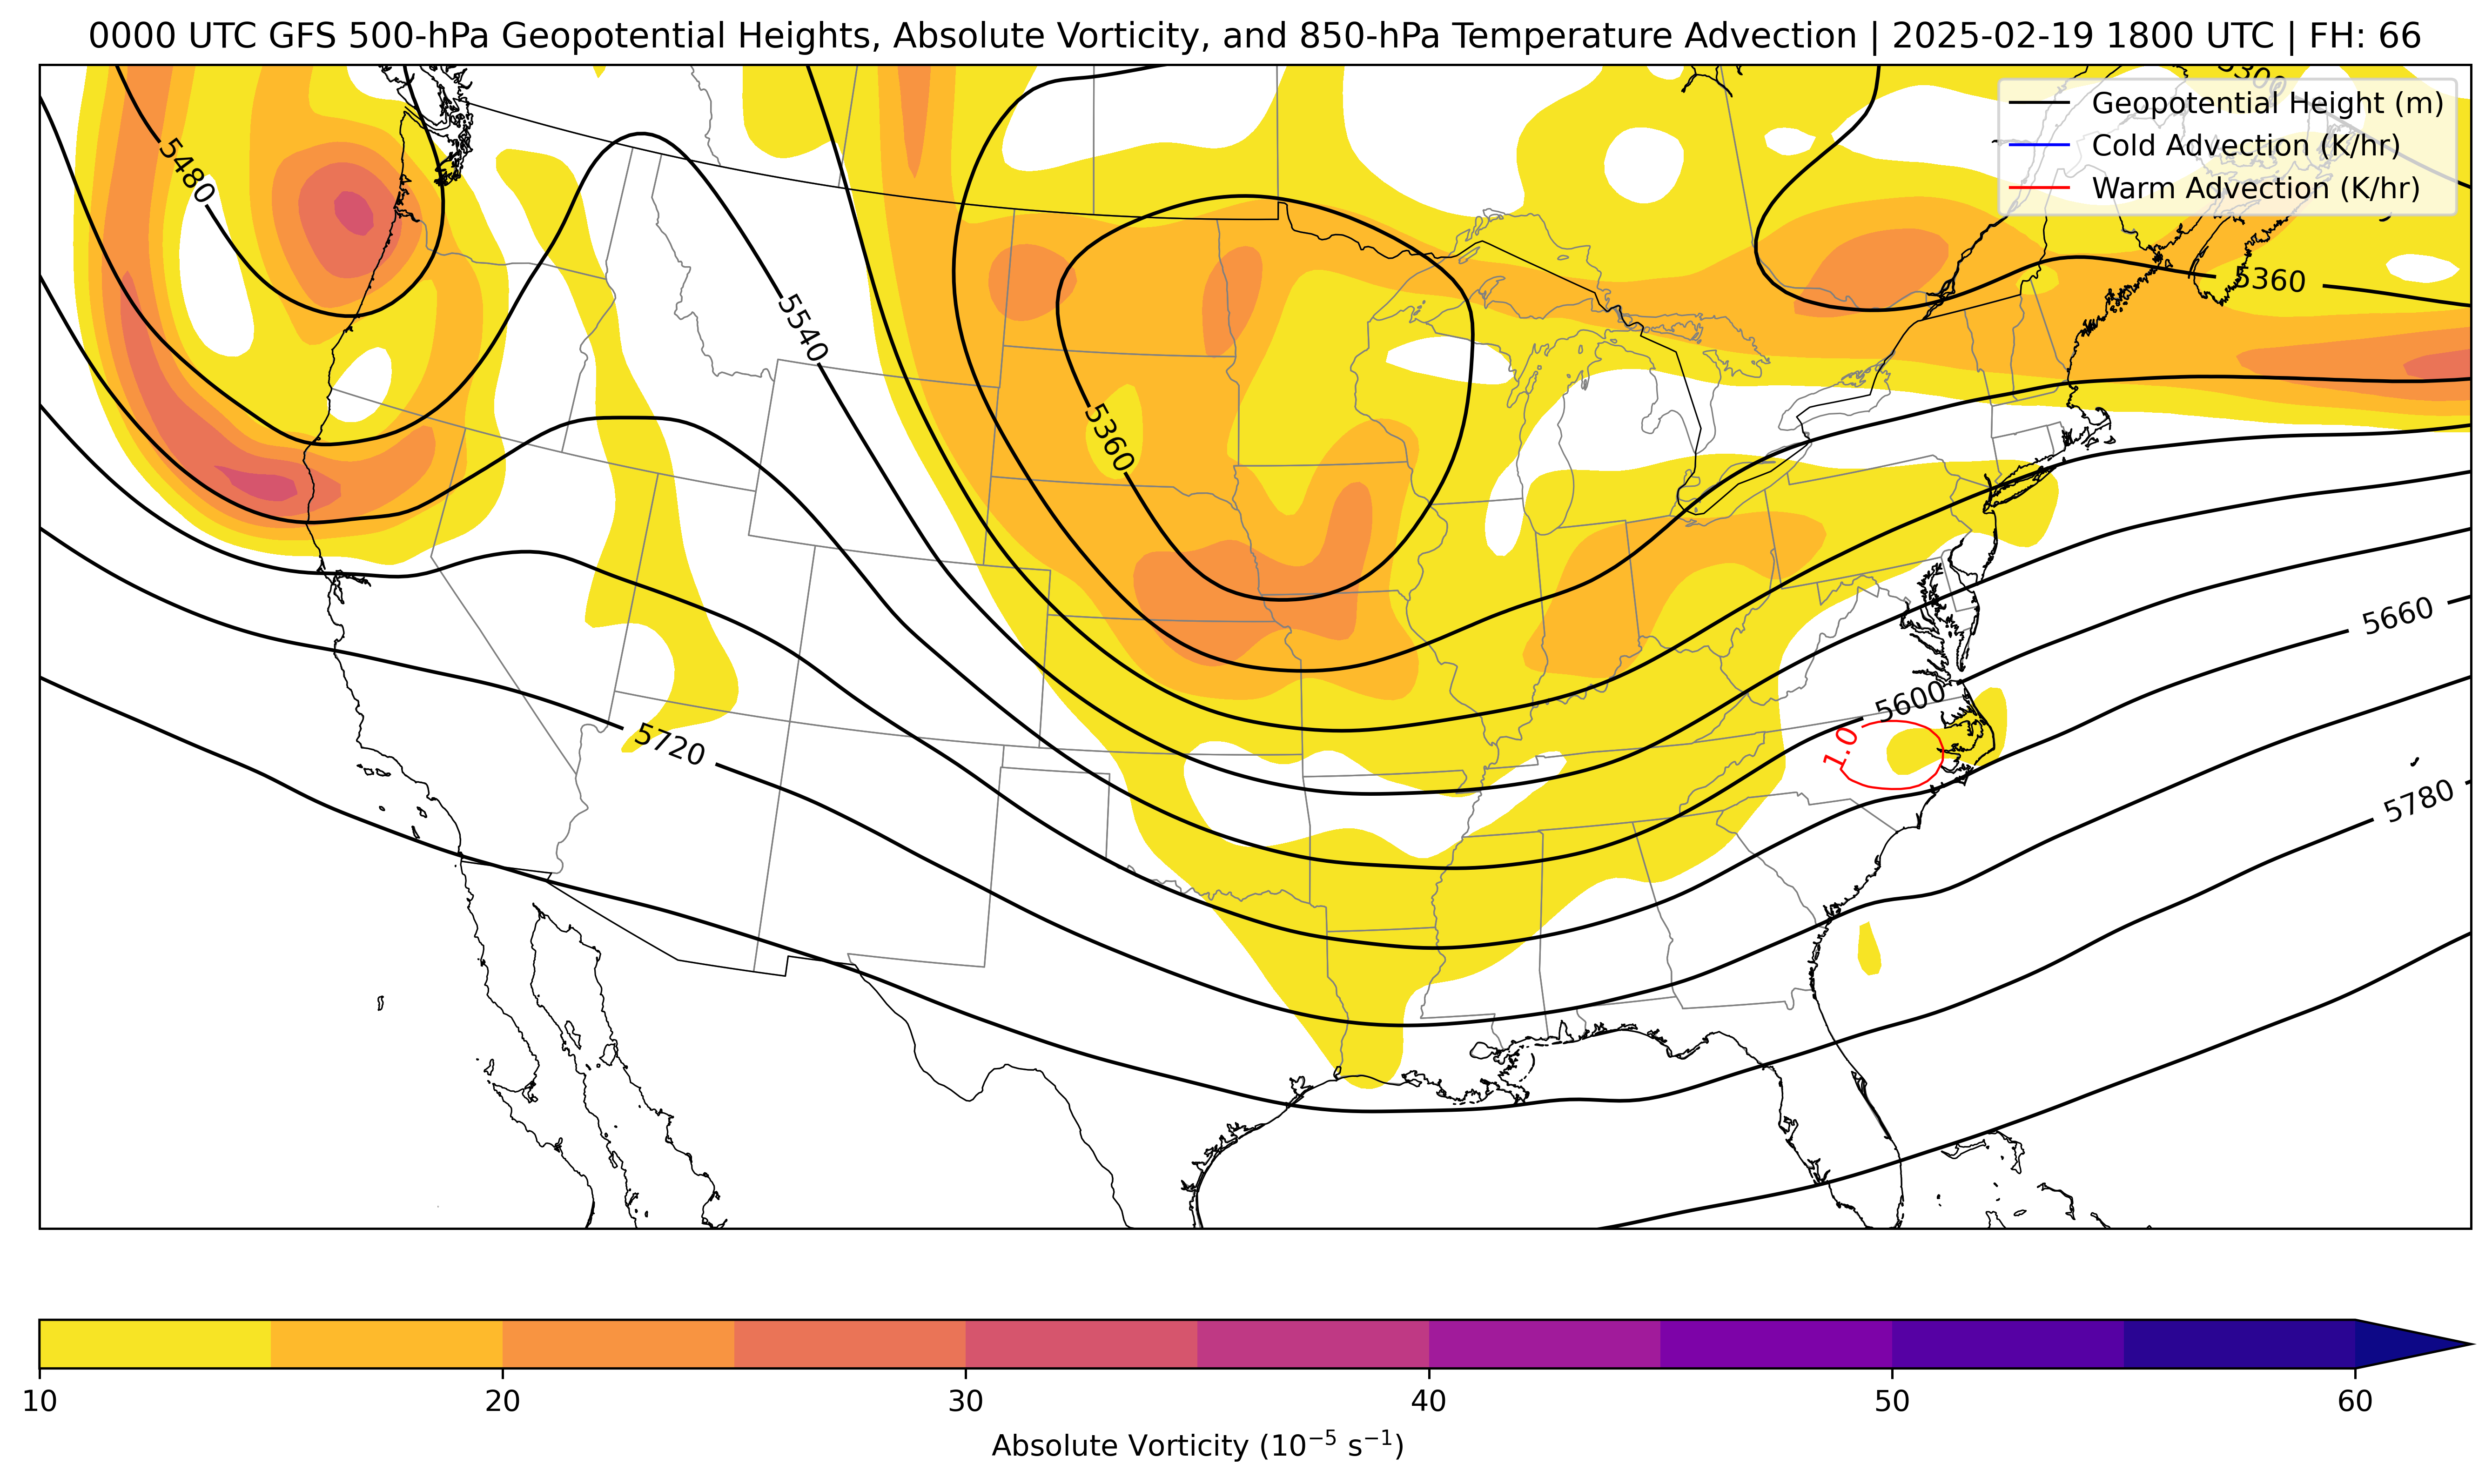 0000 UTC GFS 500-hPa Geopotential Heights, Absolute Vorticity, and 850-hPa Temperature Advection | 2025-02-19 1800 UTC | FH: 66
5300
Geopotential Height (m)
Cold Advection (K/hr)
Warm Advection (K/hr)
5480
5360
5540
5360
5660
5600
5720
1.0
5780
10 20 30 40 50 60
Absolute Vorticity (10⁻⁵ s⁻¹)